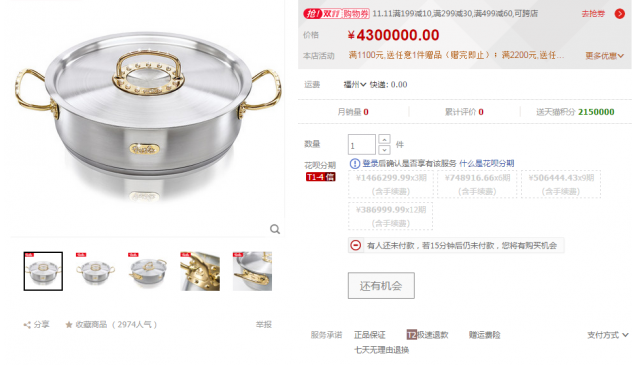 抢!双11 购物券 11.11满199减10,满299减30,满499减60,可跨店 去抢券
价格 ¥4300000.00
本店活动 满1100元,送任意1件赠品（赠完即止）；满2200元,送任... 更多优惠
运费 福州 快递: 0.00
月销量 0 累计评价 0 送天猫积分 2150000
数量 1 件
花呗分期 登录后确认是否享有该服务 什么是花呗分期
T1-4 信
¥1466299.99x3期 ¥748916.66x6期 ¥506444.43x9期
（含手续费） （含手续费） （含手续费）
¥386999.99x12期
（含手续费）
有人还未付款，若15分钟后仍未付款，您将有购买机会
还有机会
分享 收藏商品 （2974人气） 举报
服务承诺 正品保证 T2极速退款 赠运费险 支付方式
七天无理由退换